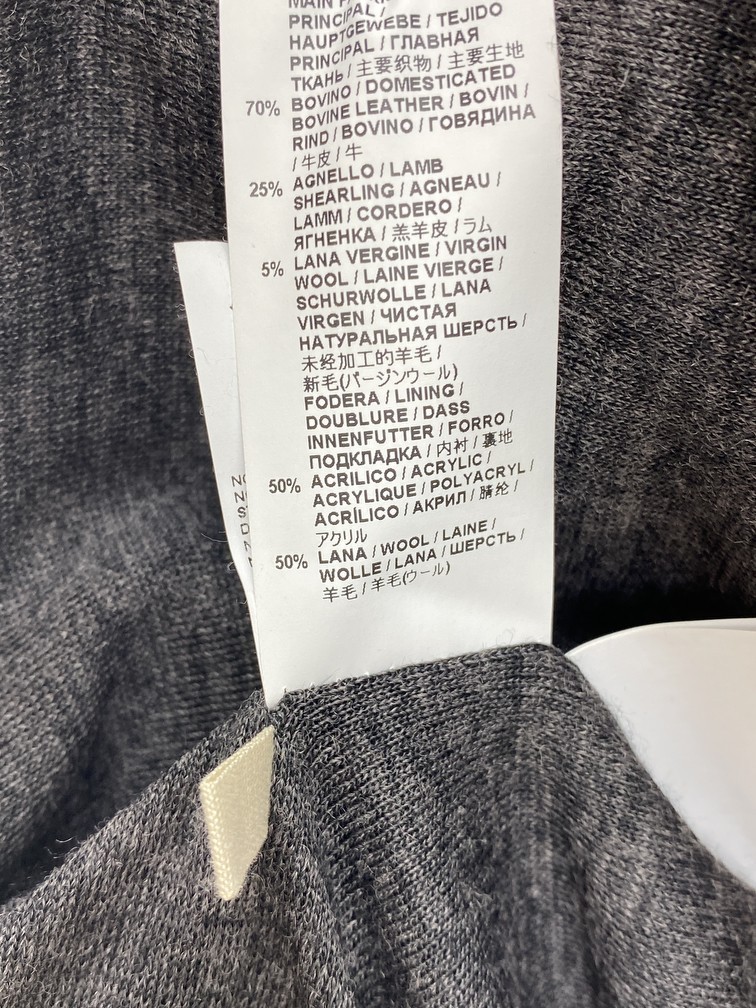 PRINCIPAL /
HAUPTGEWEBE / TEJIDO
PRINCIPAL / ГЛАВНАЯ
ТКАНЬ / 主要织物 / 主要生地
70% BOVINO / DOMESTICATED
BOVINE LEATHER / BOVIN /
RIND / BOVINO / ГОВЯДИНА
/ 牛皮 / 牛
25% AGNELLO / LAMB
SHEARLING / AGNEAU /
LAMM / CORDERO /
ЯГНЕНКА / 羔羊皮 / ラム
5% LANA VERGINE / VIRGIN
WOOL / LAINE VIERGE /
SCHURWOLLE / LANA
VIRGEN / ЧИСТАЯ
НАТУРАЛЬНАЯ ШЕРСТЬ /
未经加工的羊毛 /
新毛(バージンウール)
FODERA / LINING /
DOUBLURE / DASS
INNENFUTTER / FORRO /
ПОДКЛАДКА / 内衬 / 裏地
50% ACRILICO / ACRYLIC /
ACRYLIQUE / POLYACRYL /
ACRÍLICO / АКРИЛ / 腈纶 /
アクリル
50% LANA / WOOL / LAINE /
WOLLE / LANA / ШЕРСТЬ /
羊毛 / 羊毛(ウール)